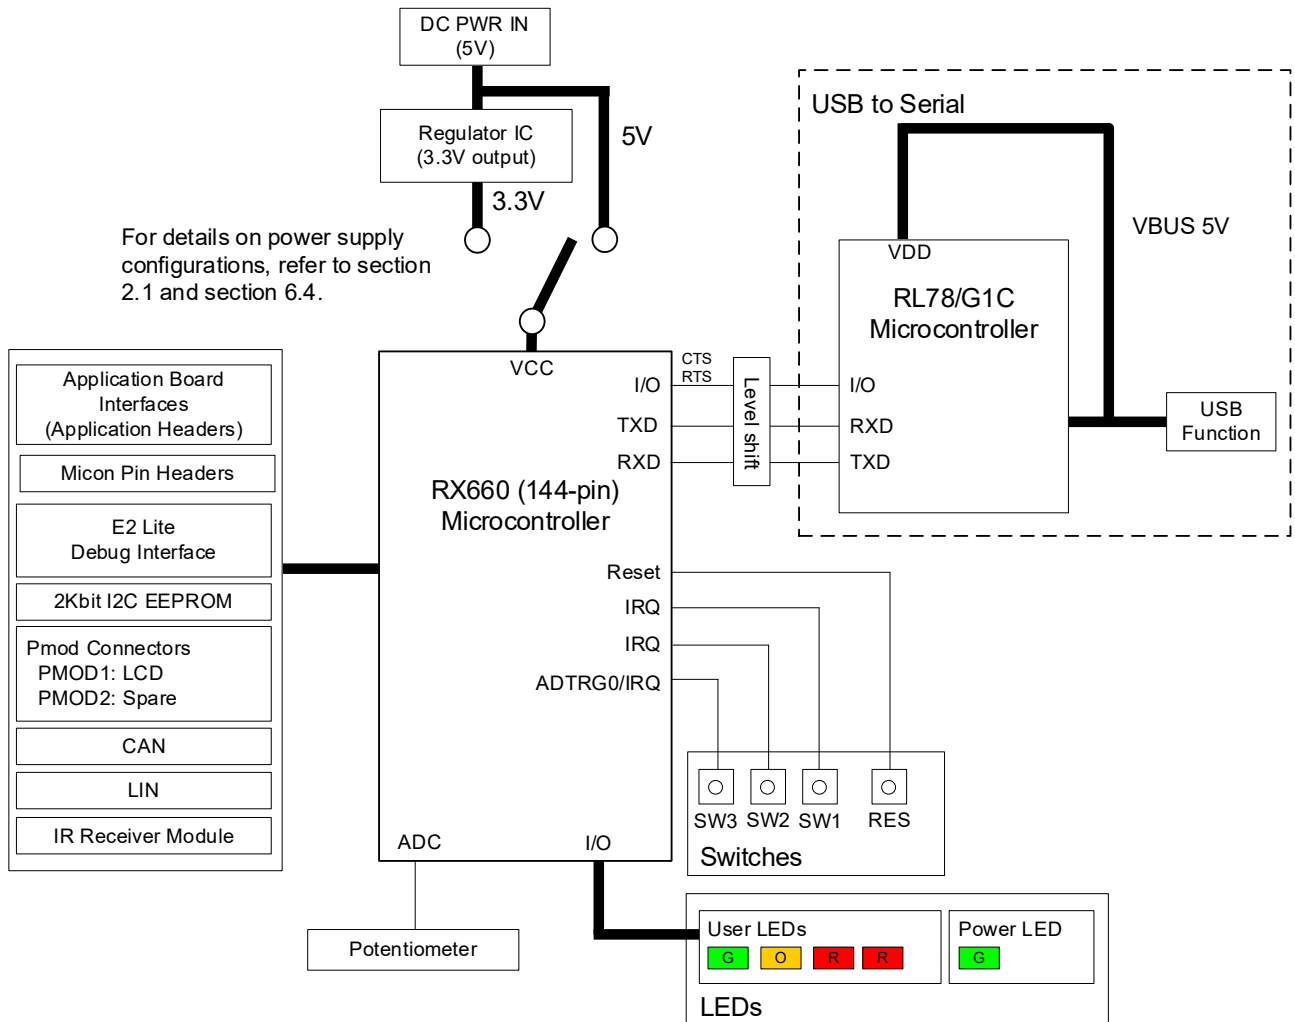 DC PWR IN
(5V)
Regulator IC
(3.3V output)
5V
3.3V
For details on power supply
configurations, refer to section
2.1 and section 6.4.
USB to Serial
VBUS 5V
VDD
RL78/G1C
Microcontroller
I/O
RXD
TXD
USB
Function
Application Board
Interfaces
(Application Headers)
Micon Pin Headers
E2 Lite
Debug Interface
2Kbit I2C EEPROM
Pmod Connectors
PMOD1: LCD
PMOD2: Spare
CAN
LIN
IR Receiver Module
VCC
I/O
TXD
RXD
CTS
RTS
Level shift
RX660 (144-pin)
Microcontroller
Reset
IRQ
IRQ
ADTRG0/IRQ
ADC
I/O
SW3
SW2
SW1
RES
Switches
Potentiometer
User LEDs
G
O
R
R
Power LED
G
LEDs